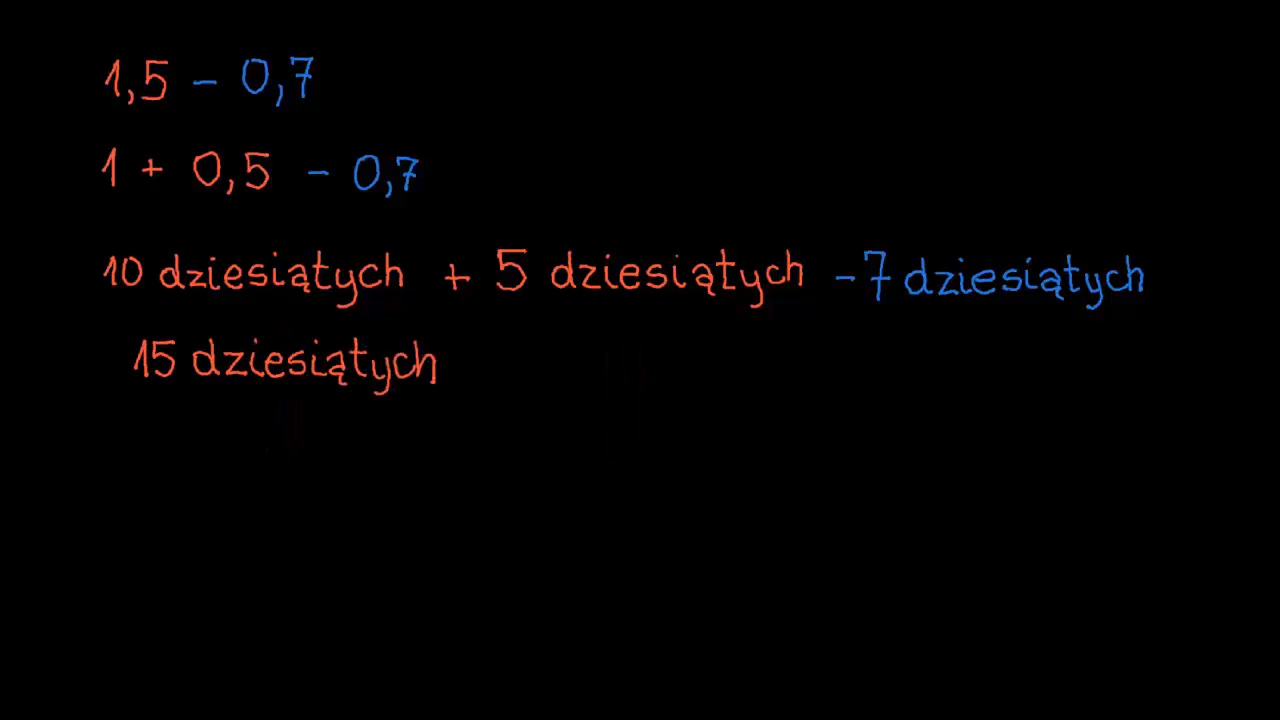 1,5 - 0,7
1 + 0,5 - 0,7
10 dziesiątych + 5 dziesiątych - 7 dziesiątych
15 dziesiątych